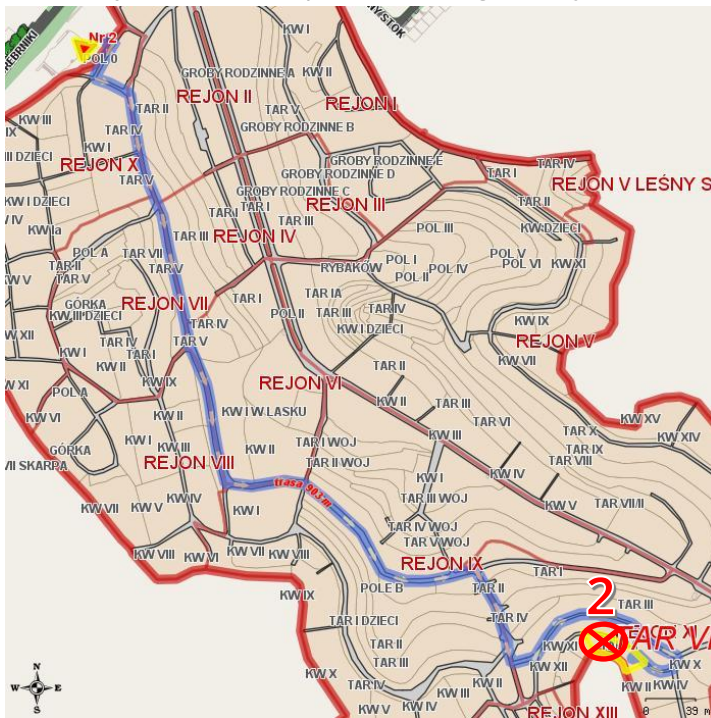 Nr 2
POL 0
KW I
GROBY RODZINNE A
KW II
REJON II
TAR V
REJON I
KW III
TAR II
TAR IV
GROBY RODZINNE B
KW I
III DZIECI
REJON X
TAR V
GROBY RODZINNE E
GROBY RODZINNE D
TAR I
TAR IV
REJON V LEŚNY S
GROBY RODZINNE C
TAR II
KW I DZIECI
TAR I
TAR I
TAR III
REJON III
KW Ia
TAR III
REJON IV
POL III
KW DZIECI
POL A
TAR VII
TAR II
TAR V
TAR V
RYBAKÓW
POL I
POL II
POL IV
POL V
POL VI
KW XI
KW V
GÓRKA
KW III DZIECI
REJON VII
TAR I
TAR IA
TAR III
TAR IV
POL II
KW I DZIECI
KW IX
REJON V
TAR IV
TAR V
TAR IV
TAR I
KW I
KW II
KW VII
KW IX
REJON VI
TAR II
POL A
KW VI
KW II
KW I W.LASKU
KW II
TAR III
TAR VI
KW XV
KW XIV
GÓRKA
KW I
KW III
KW II
TAR I WOJ
KW III
TAR X
TAR IX
TAR VIII
VII SKARPA
REJON VIII
TAR II WOJ
KW I
KW IV
trasa 983 m
TAR III WOJ
KW V
TAR VII/II
KW VII
KW V
KW IV
KW I
TAR IV WOJ
TAR V WOJ
KW VIII
KW VI
KW VII
KW VIII
REJON IX
TAR I
POLE B
TAR II
KW IX
2
TAR III
TAR I DZIECI
TAR IV
TAR II
KW XI
TAR VI
TAR III
KW X
KW XII
KW X
TAR IV
KW III
KW II
KW II
KW IV
KW V
KW IV
KW I
REJON XIII
N
W
E
S
0
39 m